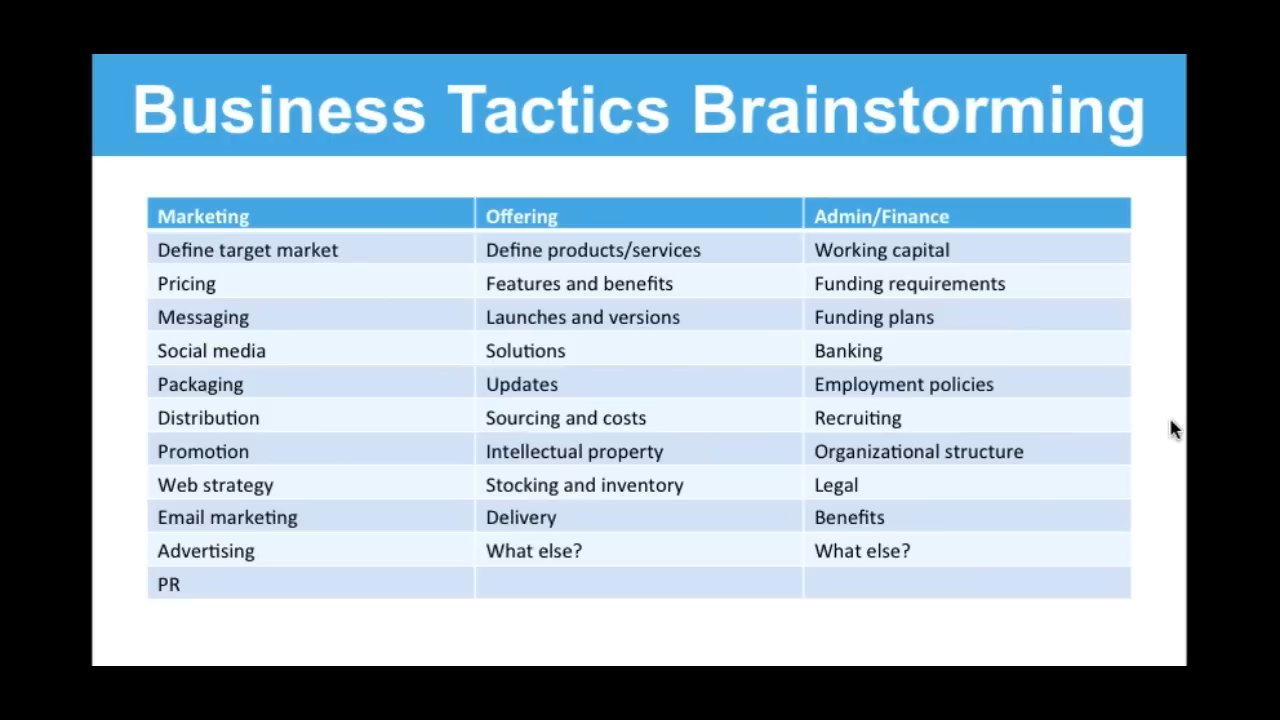 Business Tactics Brainstorming
Marketing Offering Admin/Finance
Define target market Define products/services Working capital
Pricing Features and benefits Funding requirements
Messaging Launches and versions Funding plans
Social media Solutions Banking
Packaging Updates Employment policies
Distribution Sourcing and costs Recruiting
Promotion Intellectual property Organizational structure
Web strategy Stocking and inventory Legal
Email marketing Delivery Benefits
Advertising What else? What else?
PR